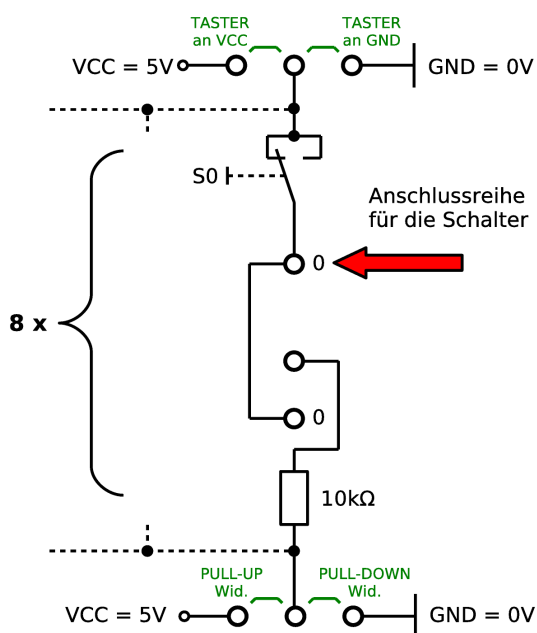 TASTER
an VCC
TASTER
an GND
VCC = 5V
GND = 0V
S0
Anschlussreihe
für die Schalter
0
8 x
0
10kΩ
PULL-UP
Wid.
PULL-DOWN
Wid.
VCC = 5V
GND = 0V